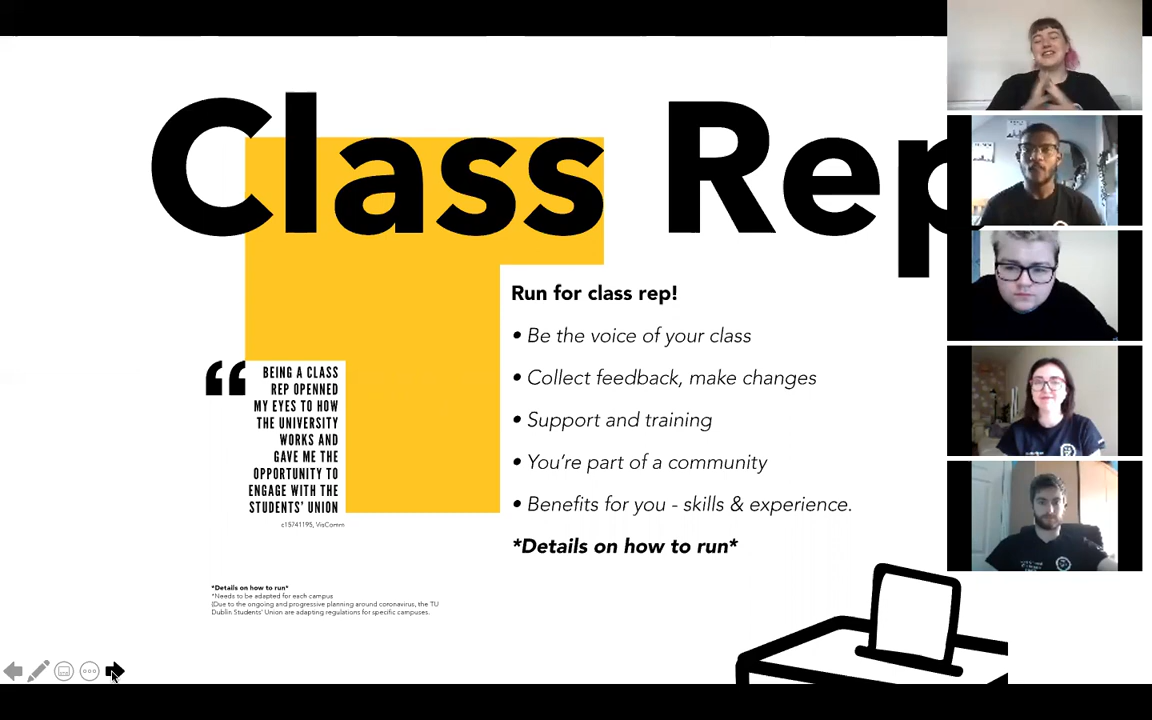 Class Rep
Run for class rep!
• Be the voice of your class
• Collect feedback, make changes
• Support and training
• You're part of a community
• Benefits for you - skills & experience.
*Details on how to run*
“
BEING A CLASS
REP OPENNED
MY EYES TO HOW
THE UNIVERSITY
WORKS AND
GAVE ME THE
OPPORTUNITY TO
ENGAGE WITH THE
STUDENTS' UNION
c15741195, VisComm
*Details on how to run*
*Needs to be adapted for each campus
(Due to the ongoing and progressive planning around coronavirus, the TU
Dublin Students' Union are adapting regulations for specific campuses.